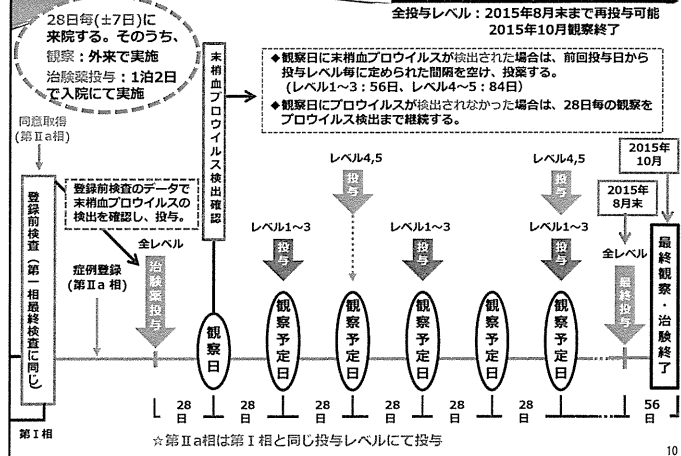 全投与レベル：2015年8月末まで再投与可能
2015年10月観察終了
28日毎(±7日)に
来院する。そのうち、
観察：外来で実施
治験薬投与：1泊2日
で入院にて実施
末梢血プロウイルス検出確認
◆観察日に末梢血プロウイルスが検出された場合は、前回投与日から
投与レベル毎に定められた間隔を空け、投薬する。
(レベル1～3：56日、レベル4～5：84日)
◆観察日にプロウイルスが検出されなかった場合は、28日毎の観察を
プロウイルス検出まで継続する。
同意取得
(第Ⅱa相)
登録前検査のデータで
末梢血プロウイルスの
検出を確認し、投与。
登録前検査（第一相最終検査に同じ）
症例登録
(第Ⅱa 相)
全レベル
治験薬投与
レベル1～3
投与
レベル4,5
投与
レベル1～3
投与
レベル4,5
投与
レベル1～3
投与
2015年
10月
2015年
8月末
全レベル
最終投与
最終観察・治験終了
観察日
観察予定日
観察予定日
観察予定日
観察予定日
観察予定日
28日
28日
28日
28日
28日
28日
56日
第Ⅰ相
☆第Ⅱa相は第Ⅰ相と同じ投与レベルにて投与
10